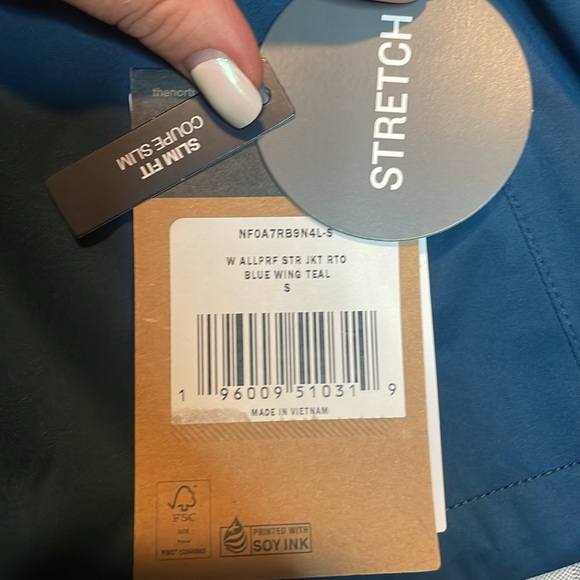 STRETCH
thenort
SLIM FIT
COUPE SLIM
NF0A7RB9N4L-S
W ALLPRF STR JKT RTO
BLUE WING TEAL
S
1 96009 51031 9
MADE IN VIETNAM
FSC
PRINTED WITH
SOY INK